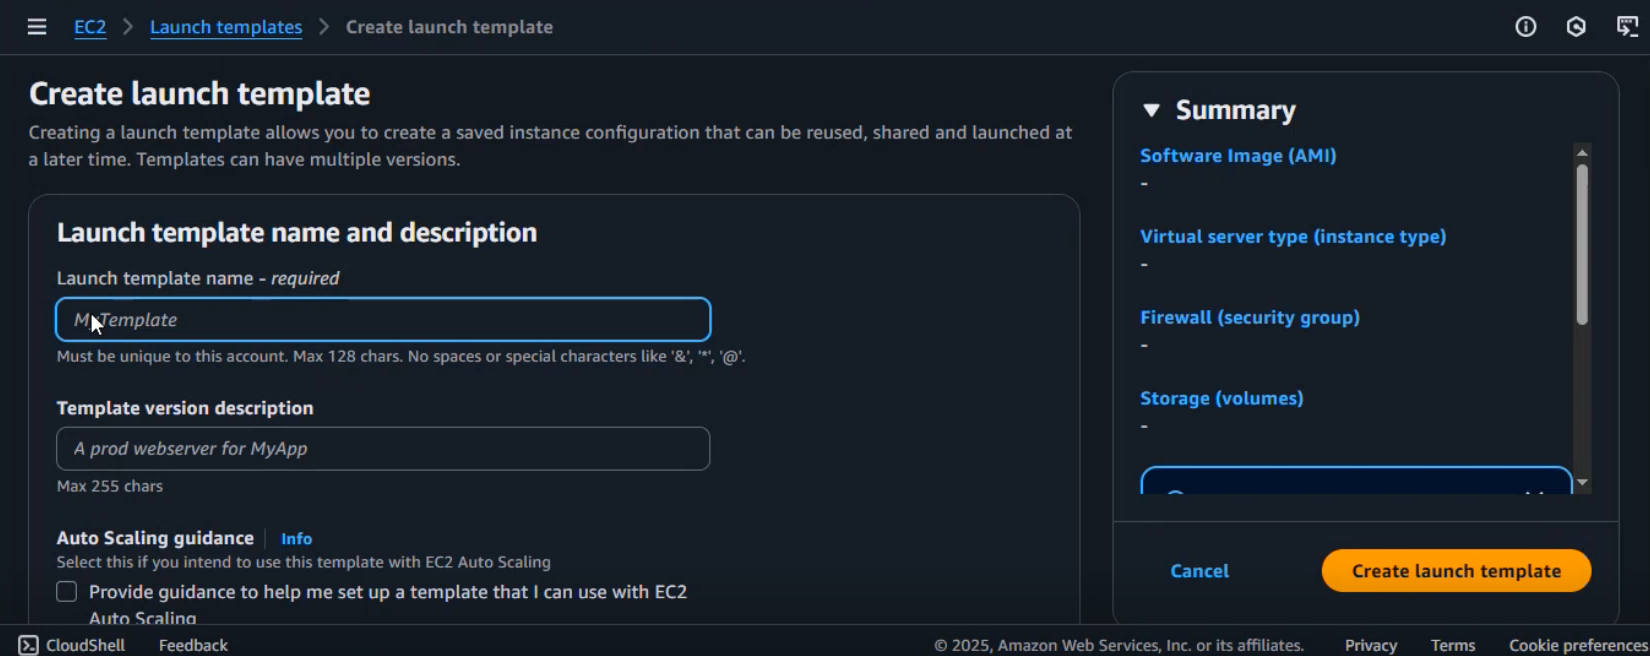 EC2 > Launch templates > Create launch template
Create launch template
Creating a launch template allows you to create a saved instance configuration that can be reused, shared and launched at
a later time. Templates can have multiple versions.
Launch template name and description
Launch template name - required
MyTemplate
Must be unique to this account. Max 128 chars. No spaces or special characters like '&', '*', '@'.
Template version description
A prod webserver for MyApp
Max 255 chars
Auto Scaling guidance | Info
Select this if you intend to use this template with EC2 Auto Scaling
Provide guidance to help me set up a template that I can use with EC2
Auto Scaling
Summary
Software Image (AMI)
-
Virtual server type (instance type)
-
Firewall (security group)
-
Storage (volumes)
-
Cancel
Create launch template
CloudShell Feedback
© 2025, Amazon Web Services, Inc. or its affiliates. Privacy Terms Cookie preferences